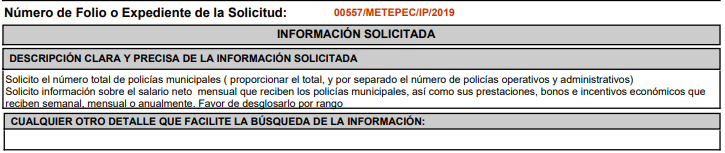 Número de Folio o Expediente de la Solicitud: 00557/METEPEC/IP/2019
INFORMACIÓN SOLICITADA
DESCRIPCIÓN CLARA Y PRECISA DE LA INFORMACIÓN SOLICITADA
Solicito el número total de policías municipales ( proporcionar el total, y por separado el número de policías operativos y administrativos)
Solicito información sobre el salario neto mensual que reciben los policías municipales, así como sus prestaciones, bonos e incentivos económicos que
reciben semanal, mensual o anualmente. Favor de desglosarlo por rango
CUALQUIER OTRO DETALLE QUE FACILITE LA BÚSQUEDA DE LA INFORMACIÓN: